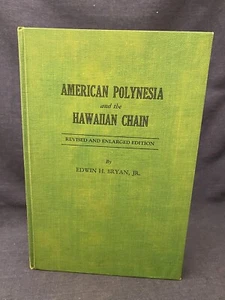 AMERICAN POLYNESIA
and the
HAWAIIAN CHAIN
REVISED AND ENLARGED EDITION
By
EDWIN H. BRYAN, JR.